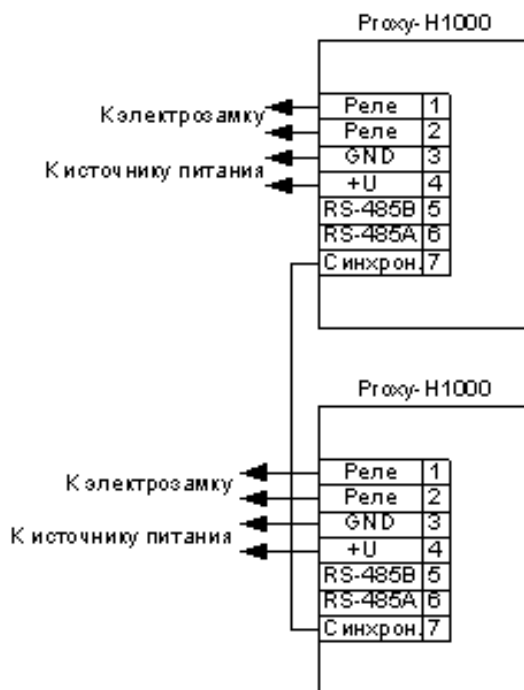 Proxy-H1000
К электрозамку
Реле 1
Реле 2
К источнику питания
GND 3
+U 4
RS-485B 5
RS-485A 6
Синхрон. 7
Proxy-H1000
К электрозамку
Реле 1
Реле 2
К источнику питания
GND 3
+U 4
RS-485B 5
RS-485A 6
Синхрон. 7